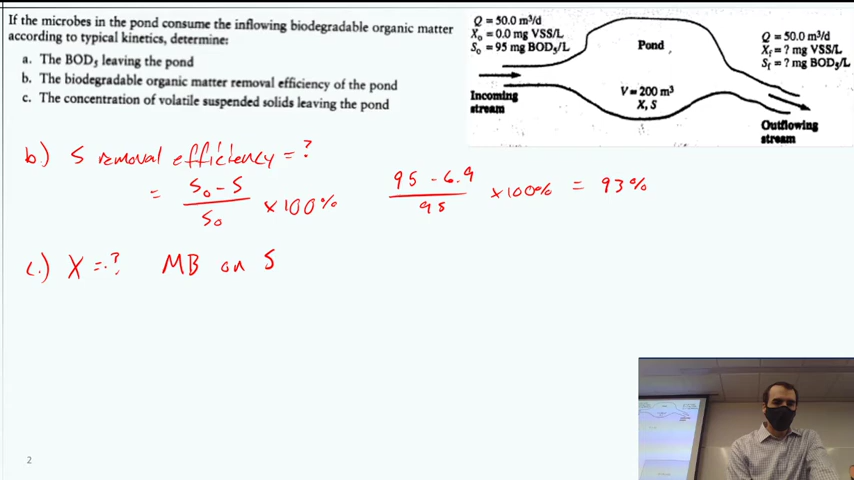 If the microbes in the pond consume the inflowing biodegradable organic matter
according to typical kinetics, determine:
a. The BOD₅ leaving the pond
b. The biodegradable organic matter removal efficiency of the pond
c. The concentration of volatile suspended solids leaving the pond
Q = 50.0 m³/d
X₀ = 0.0 mg VSS/L
S₀ = 95 mg BOD₅/L
Incoming
stream
Pond
V = 200 m³
X, S
Q = 50.0 m³/d
Xf = ? mg VSS/L
Sf = ? mg BOD₅/L
Outflowing
stream
b.) S removal efficiency = ?
= S₀ - S / S₀ × 100% 95 - 6.9 / 95 × 100% = 93%
c.) X = ? MB on S
2